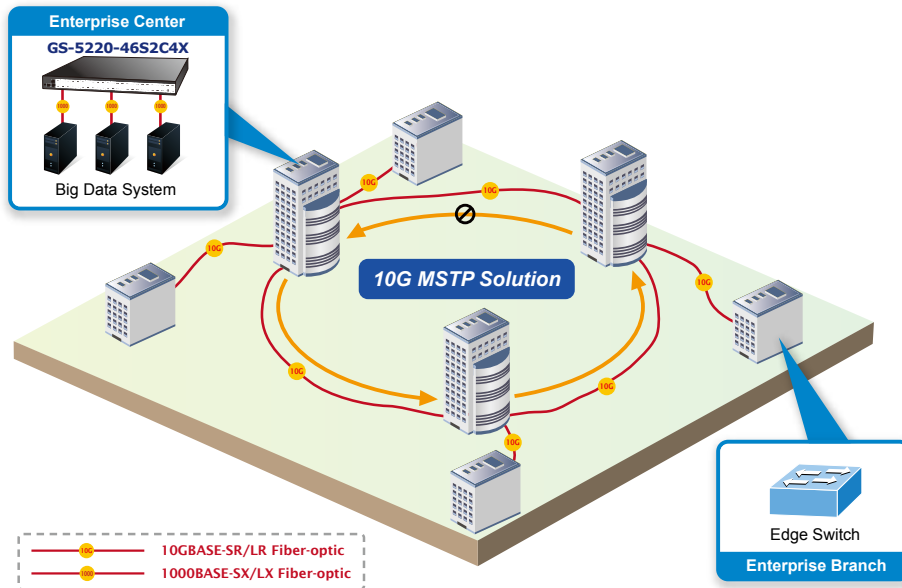 Enterprise Center
GS-5220-46S2C4X
1000 1000 1000
Big Data System
10G
10G
10G
10G
10G MSTP Solution
10G
10G
10G
Edge Switch
Enterprise Branch
10G 10GBASE-SR/LR Fiber-optic
1000 1000BASE-SX/LX Fiber-optic